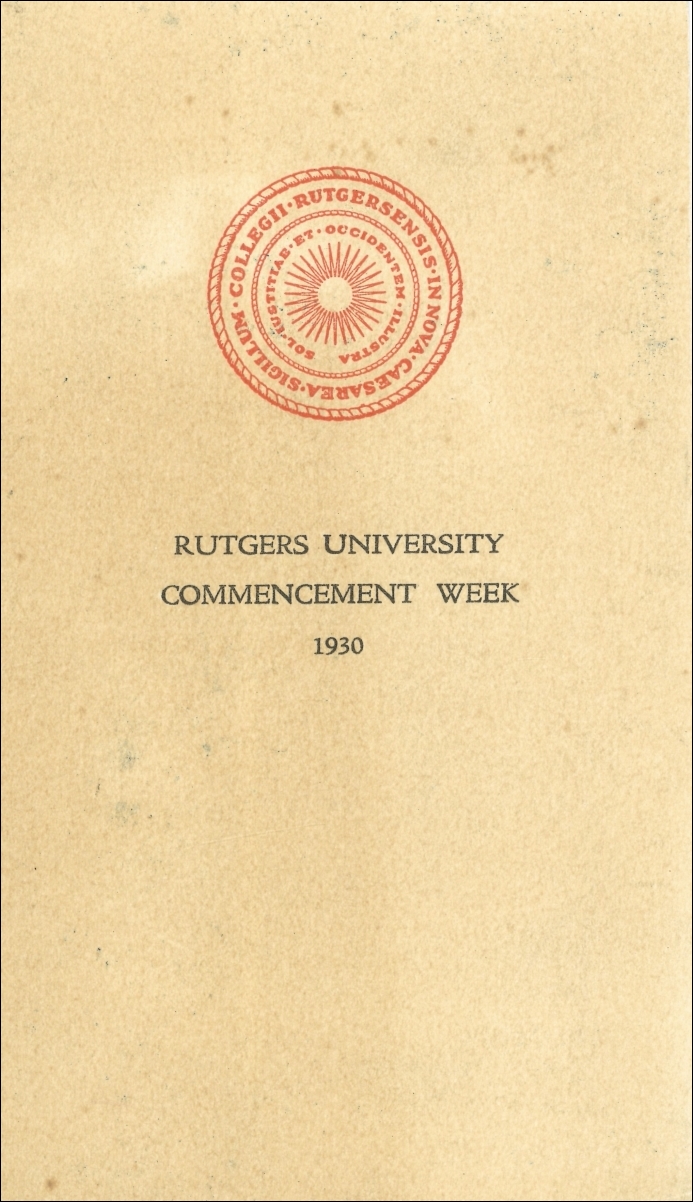 SIGILLUM · COLLEGII · RUTGERSENSIS · IN NOVA · CAESAREA ·
SOL · IUSTITIAE · ET · OCCIDENTEM · ILLUSTRA
RUTGERS UNIVERSITY
COMMENCEMENT WEEK
1930